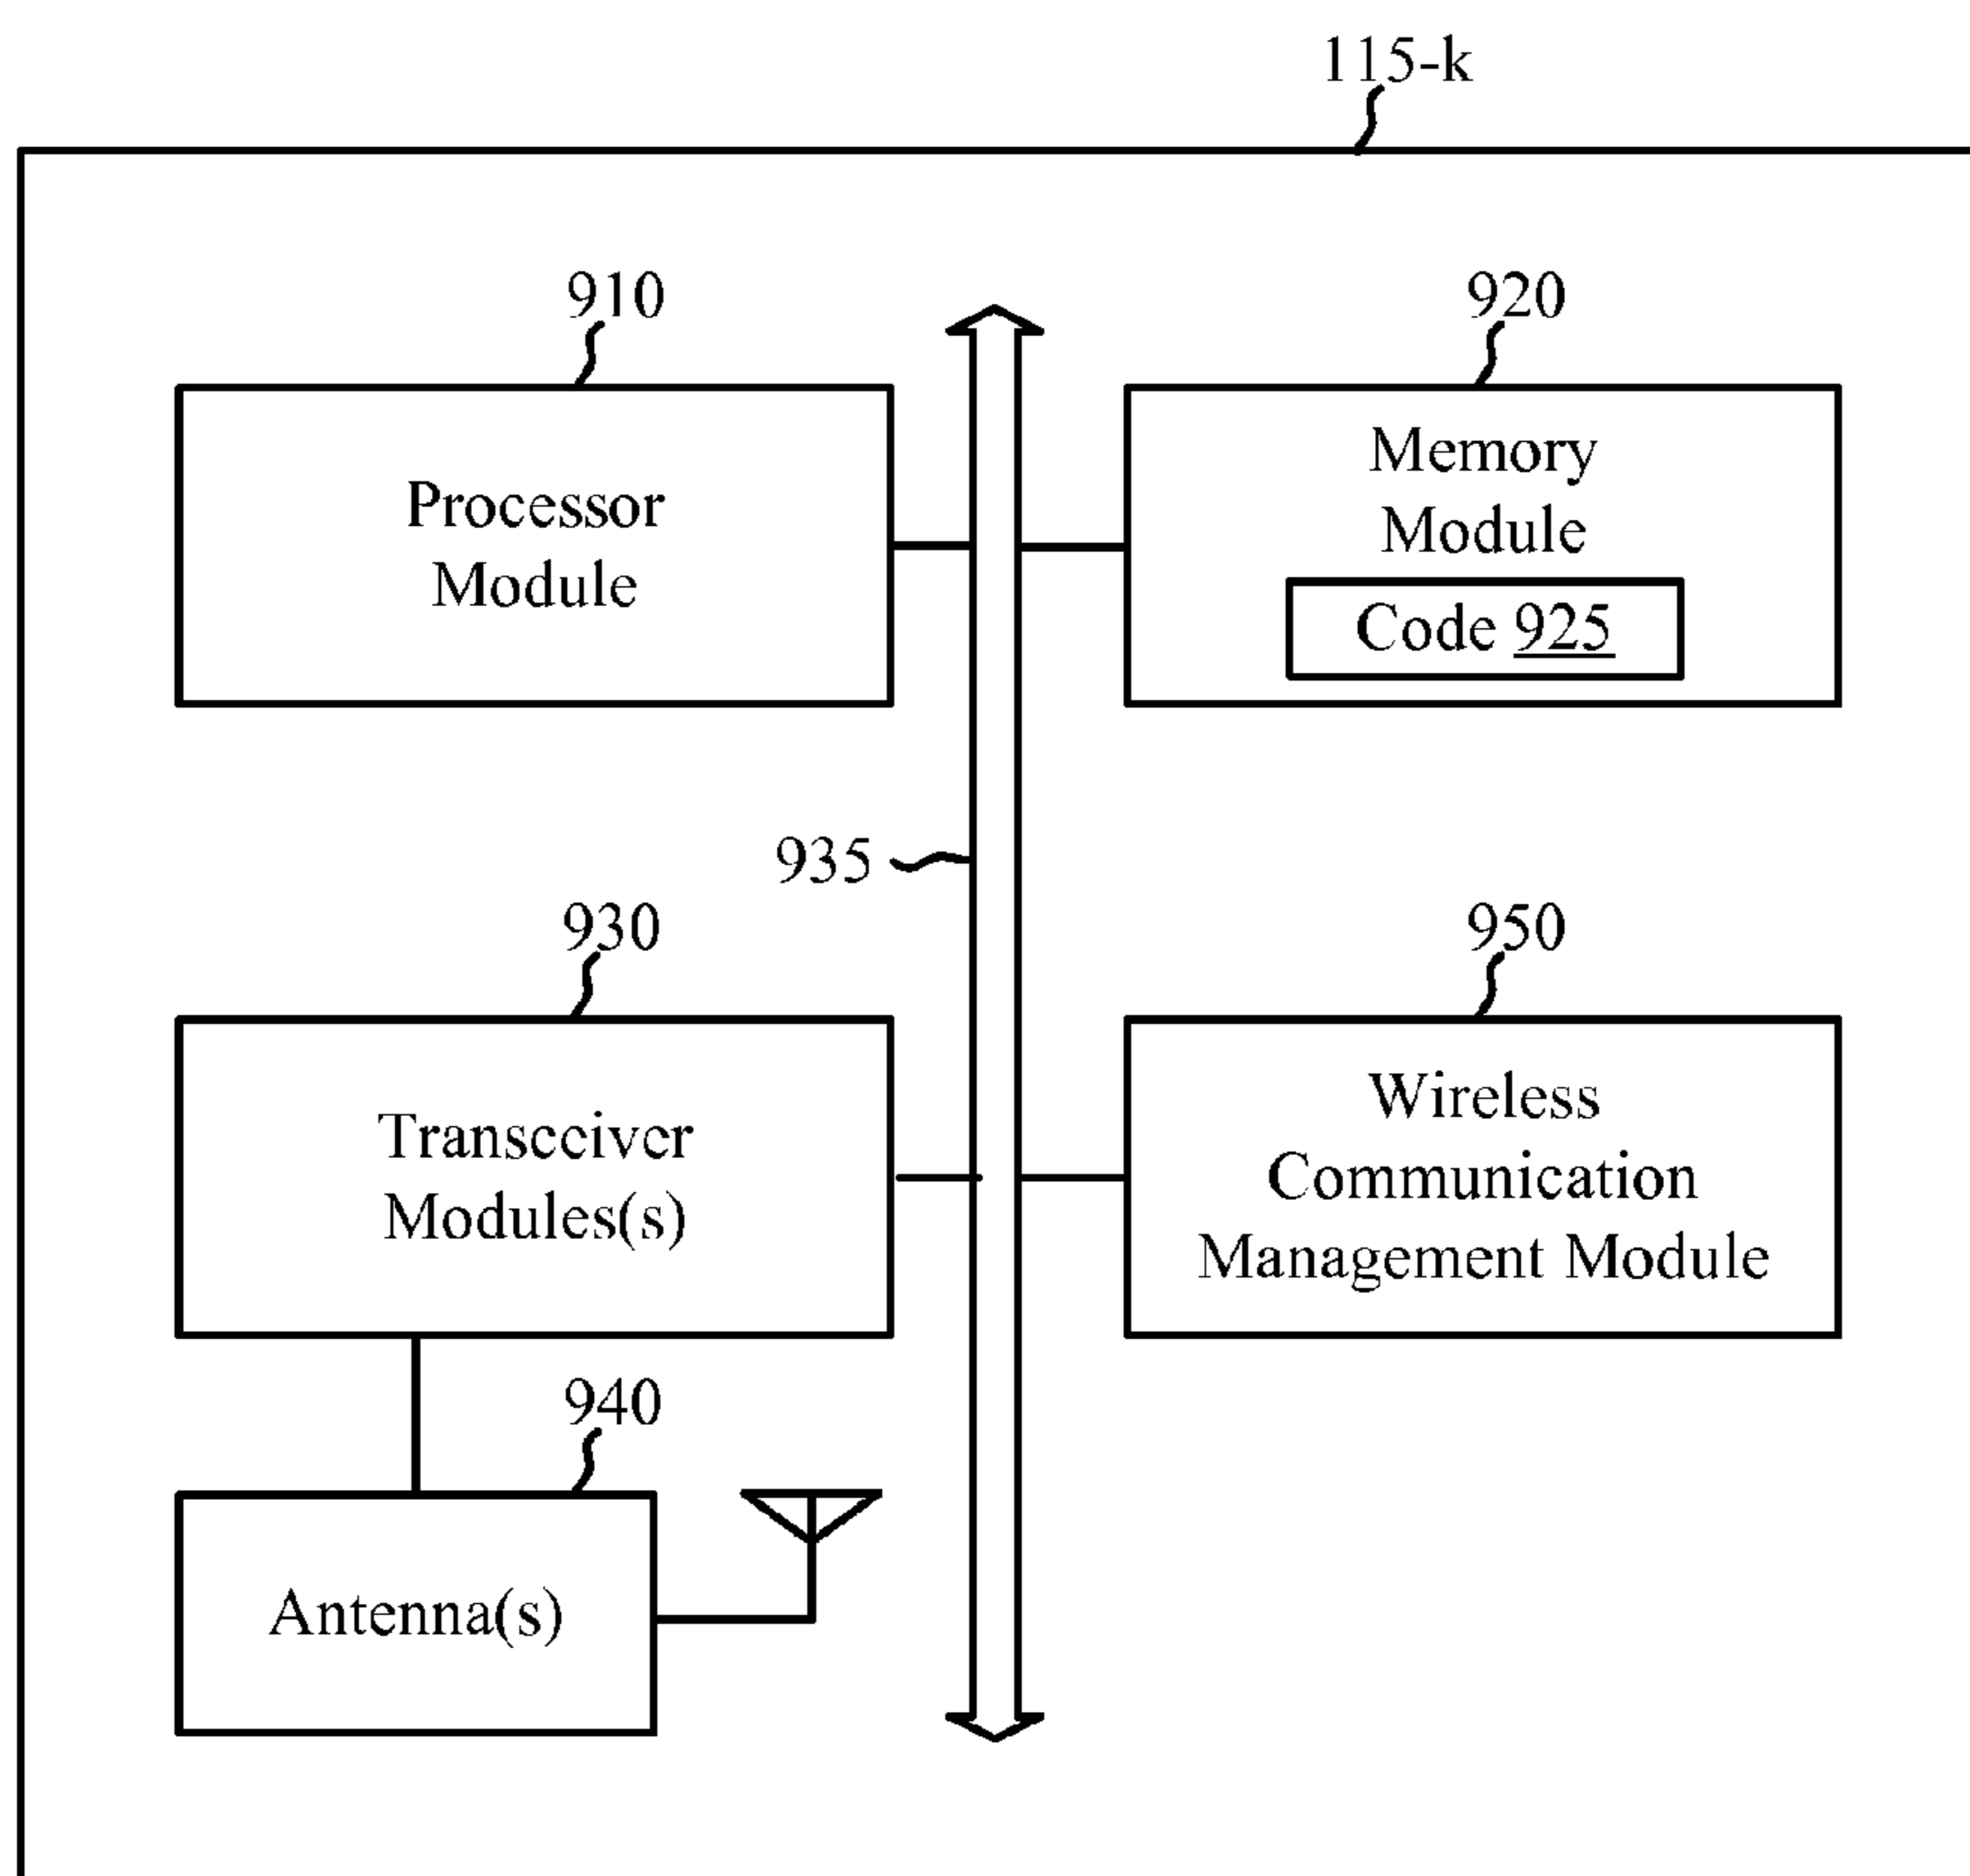 115-k
910
920
Processor
Module
Memory
Module
Code 925
935
930
950
Transceiver
Modules(s)
Wireless
Communication
Management Module
940
Antenna(s)